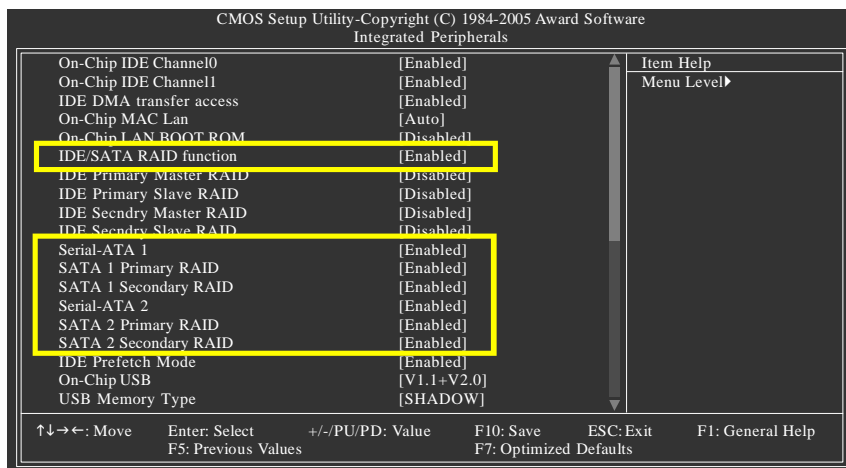 CMOS Setup Utility-Copyright (C) 1984-2005 Award Software
Integrated Peripherals
On-Chip IDE Channel0 [Enabled] Item Help
On-Chip IDE Channel1 [Enabled] Menu Level▶
IDE DMA transfer access [Enabled]
On-Chip MAC Lan [Auto]
On-Chip LAN BOOT ROM [Disabled]
IDE/SATA RAID function [Enabled]
IDE Primary Master RAID [Disabled]
IDE Primary Slave RAID [Disabled]
IDE Secndry Master RAID [Disabled]
IDE Secndry Slave RAID [Disabled]
Serial-ATA 1 [Enabled]
SATA 1 Primary RAID [Enabled]
SATA 1 Secondary RAID [Enabled]
Serial-ATA 2 [Enabled]
SATA 2 Primary RAID [Enabled]
SATA 2 Secondary RAID [Enabled]
IDE Prefetch Mode [Enabled]
On-Chip USB [V1.1+V2.0]
USB Memory Type [SHADOW]
↑↓→←: Move Enter: Select +/-/PU/PD: Value F10: Save ESC: Exit F1: General Help
F5: Previous Values F7: Optimized Defaults